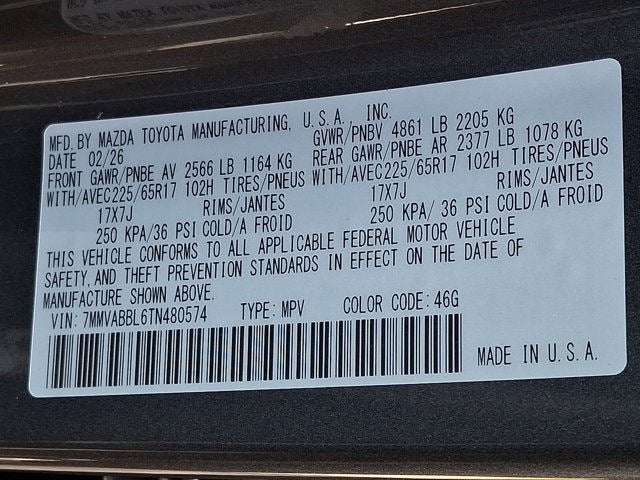 MFD. BY MAZDA TOYOTA MANUFACTURING, U.S.A. INC.
DATE 02/26 GVWR/PNBV 4861 LB 2205 KG
FRONT GAWR/PNBE AV 2566 LB 1164 KG REAR GAWR/PNBE AR 2377 LB 1078 KG
WITH/AVEC225/65R17 102H TIRES/PNEUS WITH/AVEC225/65R17 102H TIRES/PNEUS
17X7J RIMS/JANTES 17X7J RIMS/JANTES
250 KPA/36 PSI COLD/A FROID 250 KPA/ 36 PSI COLD/A FROID
THIS VEHICLE CONFORMS TO ALL APPLICABLE FEDERAL MOTOR VEHICLE
SAFETY, AND THEFT PREVENTION STANDARDS IN EFFECT ON THE DATE OF
MANUFACTURE SHOWN ABOVE.
VIN: 7MMVABBL6TN480574 TYPE: MPV COLOR CODE: 46G
MADE IN U.S.A.